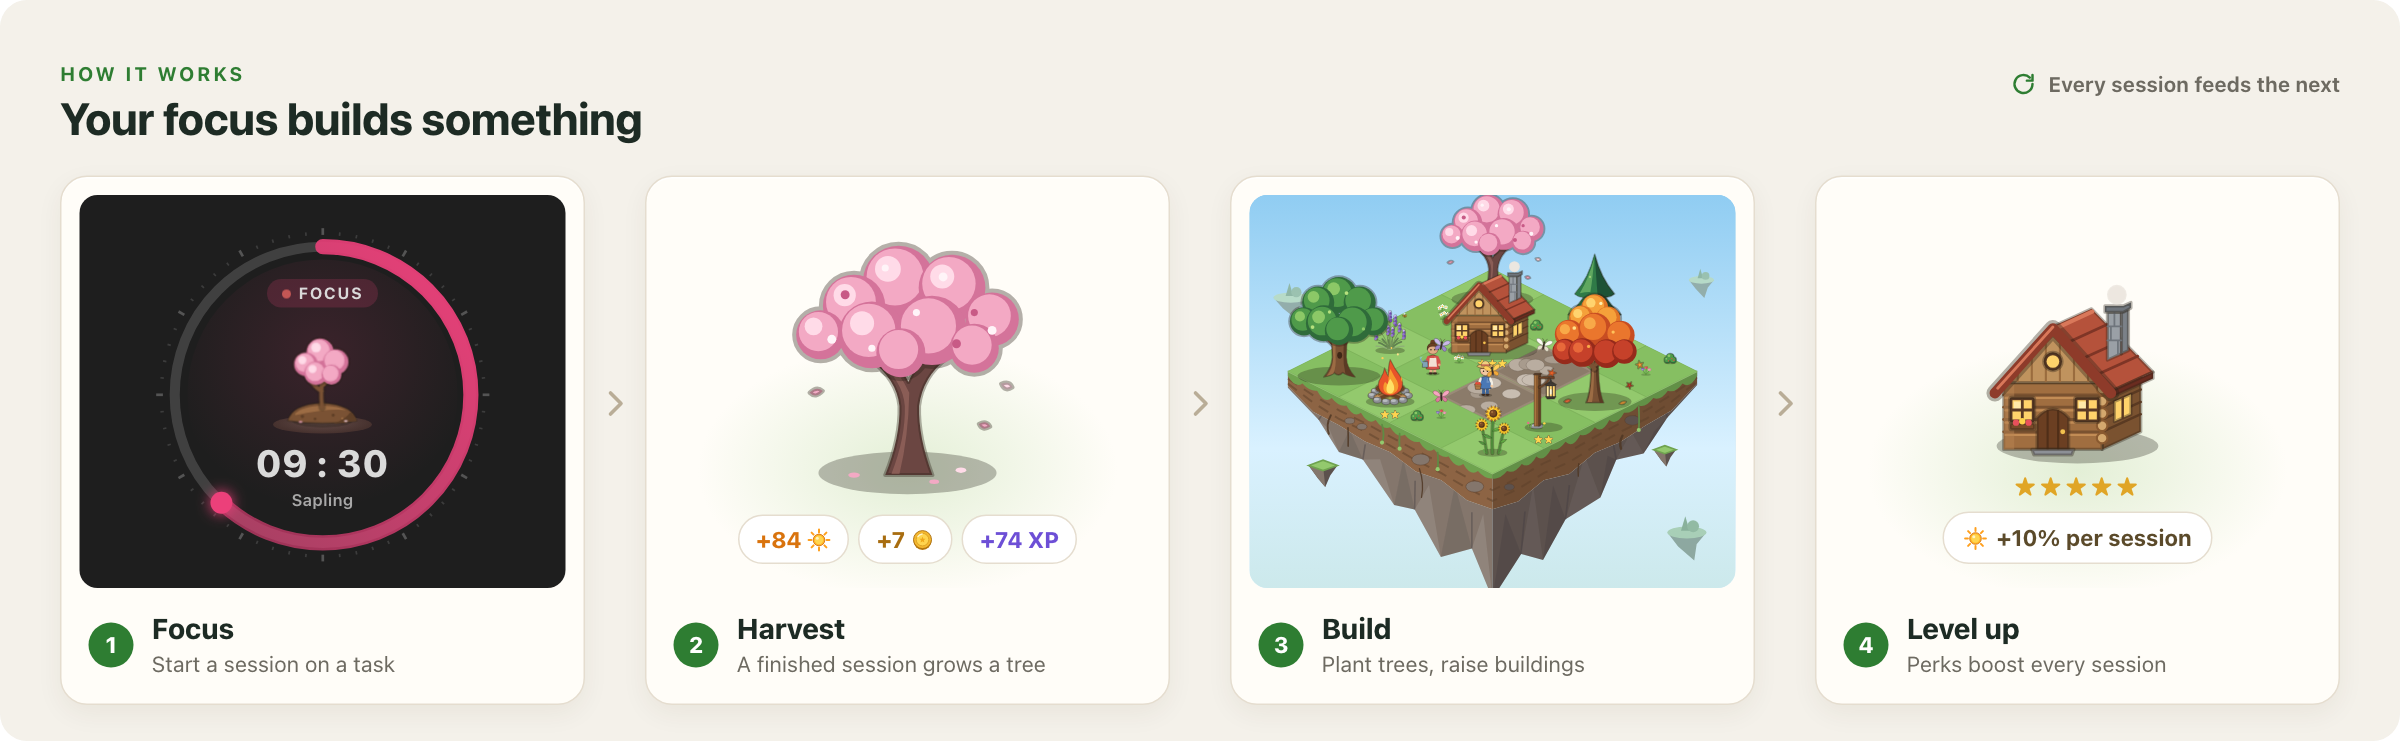 HOW IT WORKS
Your focus builds something
Every session feeds the next
FOCUS
09 : 30
Sapling
1
Focus
Start a session on a task
+84
+7
+74 XP
2
Harvest
A finished session grows a tree
3
Build
Plant trees, raise buildings
+10% per session
4
Level up
Perks boost every session